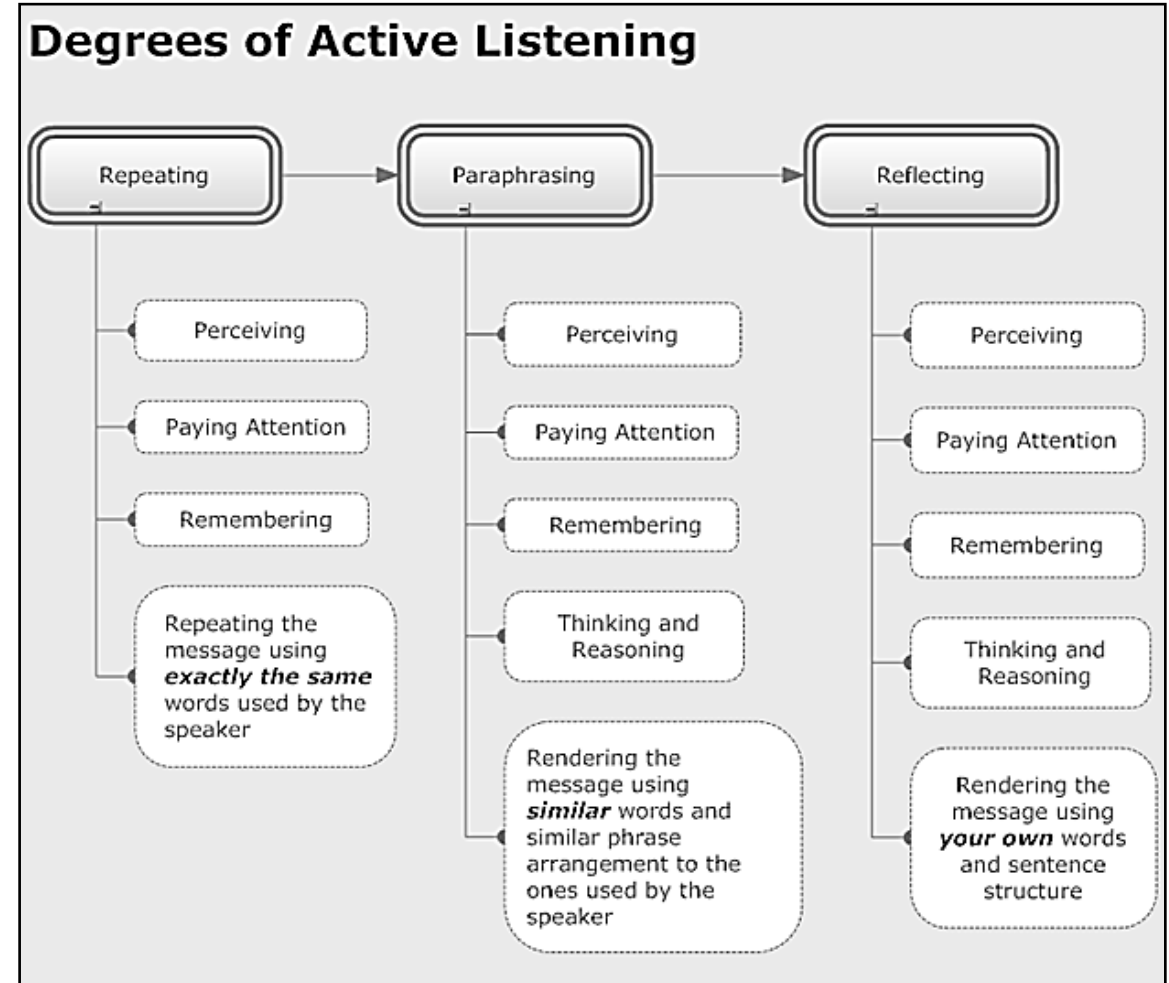 Degrees of Active Listening
Repeating
Paraphrasing
Reflecting
Perceiving
Paying Attention
Remembering
Repeating the
message using
exactly the same
words used by the
speaker
Perceiving
Paying Attention
Remembering
Thinking and
Reasoning
Rendering the
message using
similar words and
similar phrase
arrangement to the
ones used by the
speaker
Perceiving
Paying Attention
Remembering
Thinking and
Reasoning
Rendering the
message using
your own words
and sentence
structure